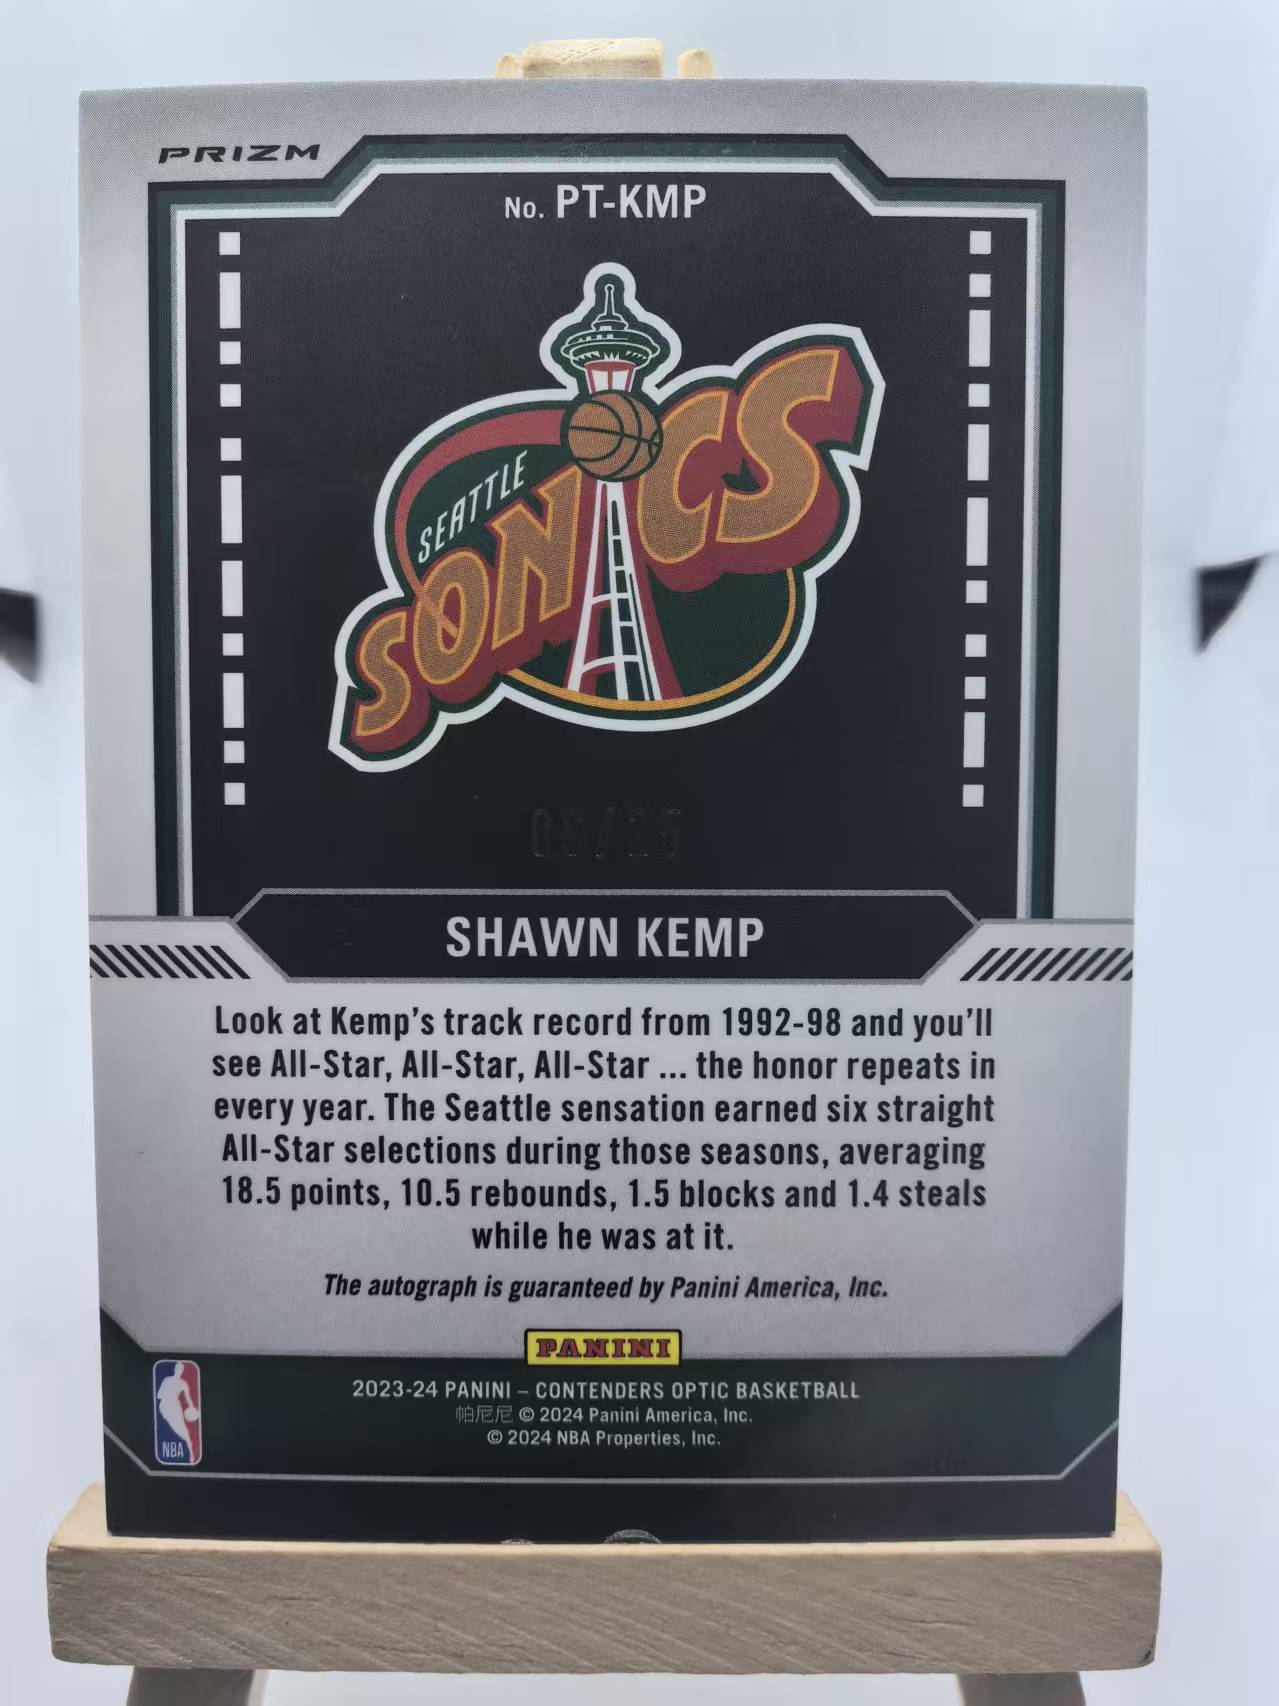 PRIZM
No. PT-KMP
SEATTLE
SONICS
06/25
SHAWN KEMP
Look at Kemp's track record from 1992-98 and you'll
see All-Star, All-Star, All-Star ... the honor repeats in
every year. The Seattle sensation earned six straight
All-Star selections during those seasons, averaging
18.5 points, 10.5 rebounds, 1.5 blocks and 1.4 steals
while he was at it.
The autograph is guaranteed by Panini America, Inc.
PANINI
2023-24 PANINI – CONTENDERS OPTIC BASKETBALL
帕尼尼 © 2024 Panini America, Inc.
© 2024 NBA Properties, Inc.
NBA